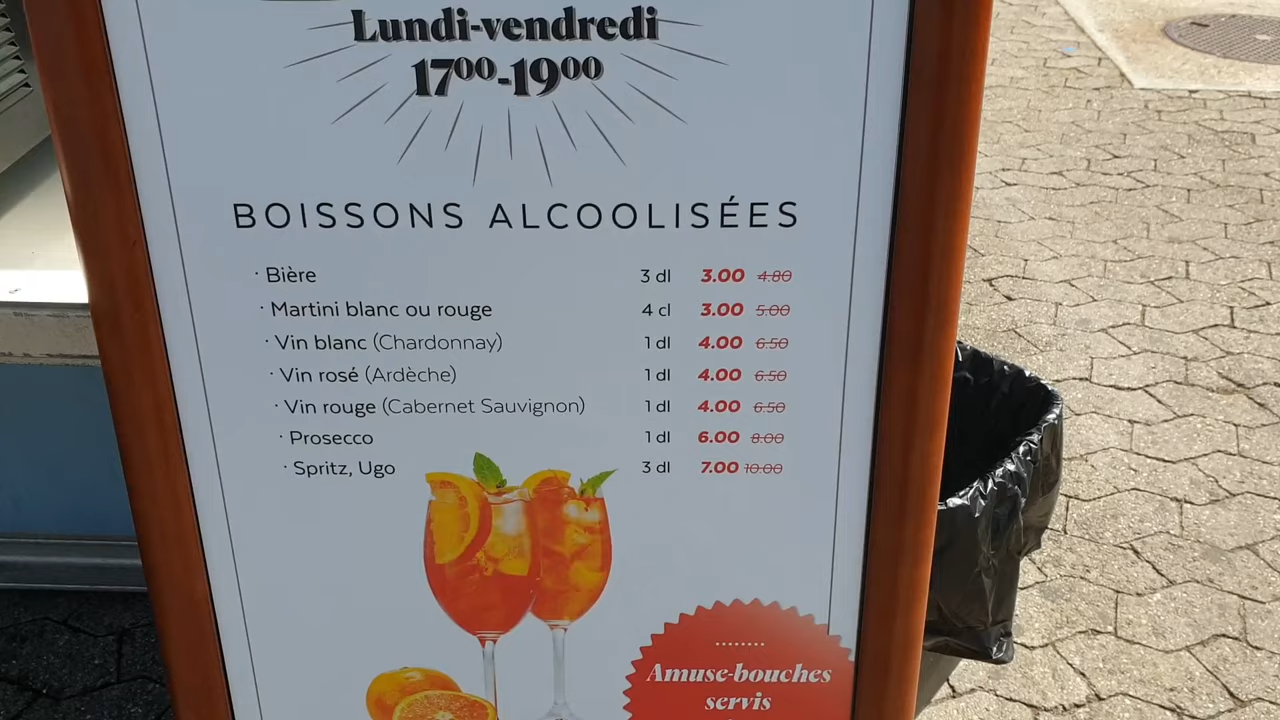 Lundi-vendredi
17⁰⁰-19⁰⁰
BOISSONS ALCOOLISÉES
· Bière 3 dl 3.00 4.80
· Martini blanc ou rouge 4 cl 3.00 5.00
· Vin blanc (Chardonnay) 1 dl 4.00 6.50
· Vin rosé (Ardèche) 1 dl 4.00 6.50
· Vin rouge (Cabernet Sauvignon) 1 dl 4.00 6.50
· Prosecco 1 dl 6.00 8.00
· Spritz, Ugo 3 dl 7.00 10.00
Amuse-bouches
servis